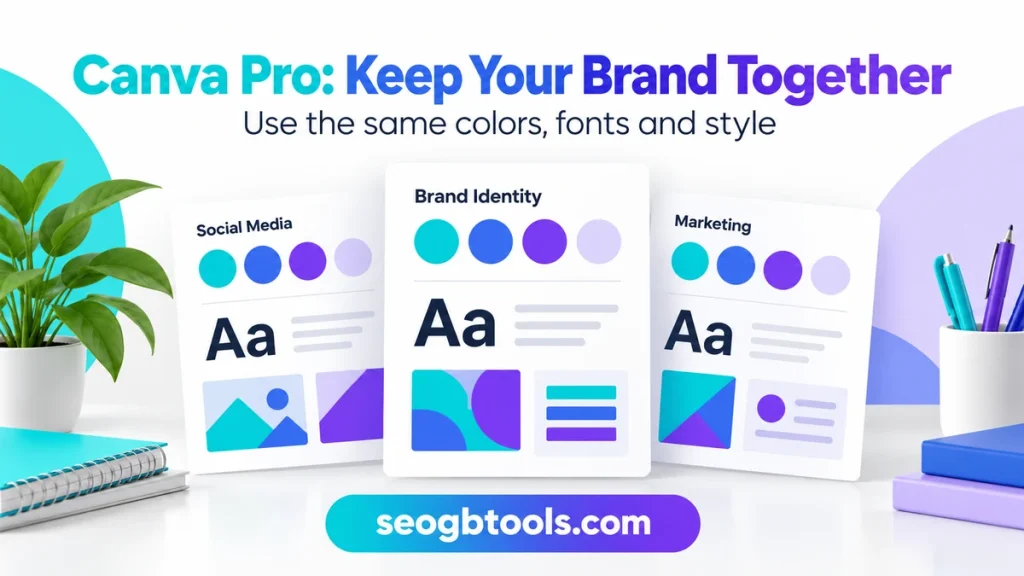 Canva Pro: Keep Your Brand Together
Use the same colors, fonts and style
Social Media
Aa
Brand Identity
Aa
Marketing
Aa
seogbtools.com